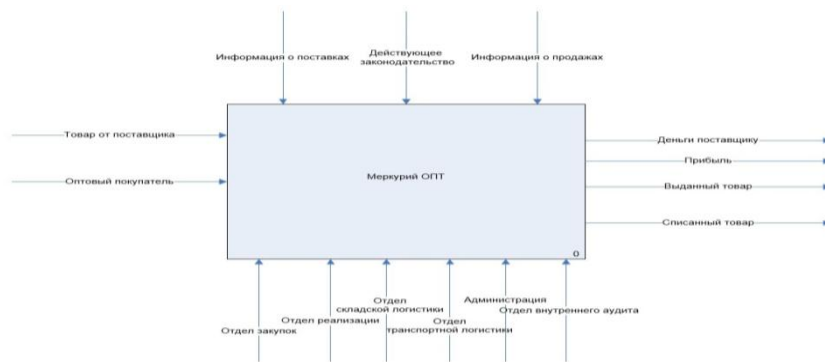 Информация о поставках
Действующее
законодательство
Информация о продажах
Товар от поставщика
Оптовый покупатель
Меркурий ОПТ
Деньги поставщику
Прибыль
Выданный товар
Списанный товар
0
Отдел закупок
Отдел реализации
Отдел
складской логистики
Отдел
транспортной логистики
Администрация
Отдел внутреннего аудита